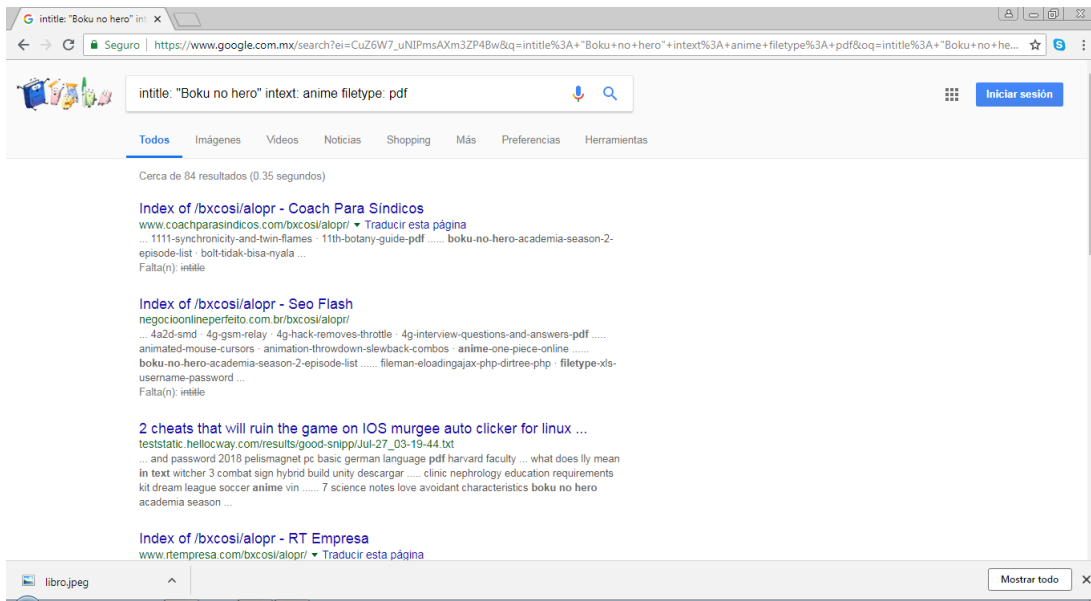 intitle: "Boku no hero" int
Seguro https://www.google.com.mx/search?ei=CuZ6W7_uNIPmsAXm3ZP4Bw&q=intitle%3A+"Boku+no+hero"+intext%3A+anime+filetype%3A+pdf&oq=intitle%3A+"Boku+no+he...
intitle: "Boku no hero" intext: anime filetype: pdf
Iniciar sesión
Todos Imágenes Videos Noticias Shopping Más Preferencias Herramientas
Cerca de 84 resultados (0.35 segundos)
Index of /bxcosi/alopr - Coach Para Síndicos
www.coachparasindicos.com/bxcosi/alopr/ ▾ Traducir esta página
... 1111-synchronicity-and-twin-flames · 11th-botany-guide-pdf ...... boku-no-hero-academia-season-2-
episode-list · bolt-tidak-bisa-nyala ...
Falta(n): intitle
Index of /bxcosi/alopr - Seo Flash
negocioonlineperfeito.com.br/bxcosi/alopr/
... 4a2d-smd · 4g-gsm-relay · 4g-hack-removes-throttle · 4g-interview-questions-and-answers-pdf .....
animated-mouse-cursors · animation-throwdown-slewback-combos · anime-one-piece-online ......
boku-no-hero-academia-season-2-episode-list ...... fileman-eloadingajax-php-dirtree-php · filetype-xls-
username-password ...
Falta(n): intitle
2 cheats that will ruin the game on IOS murgee auto clicker for linux ...
teststatic.hellocway.com/results/good-snipp/Jul-27_03-19-44.txt
... and password 2018 pelismagnet pc basic german language pdf harvard faculty ... what does lly mean
in text witcher 3 combat sign hybrid build unity descargar ..... clinic nephrology education requirements
kit dream league soccer anime vin ...... 7 science notes love avoidant characteristics boku no hero
academia season ...
Index of /bxcosi/alopr - RT Empresa
www.rtempresa.com/bxcosi/alopr/ ▾ Traducir esta página
libro.jpeg
Mostrar todo